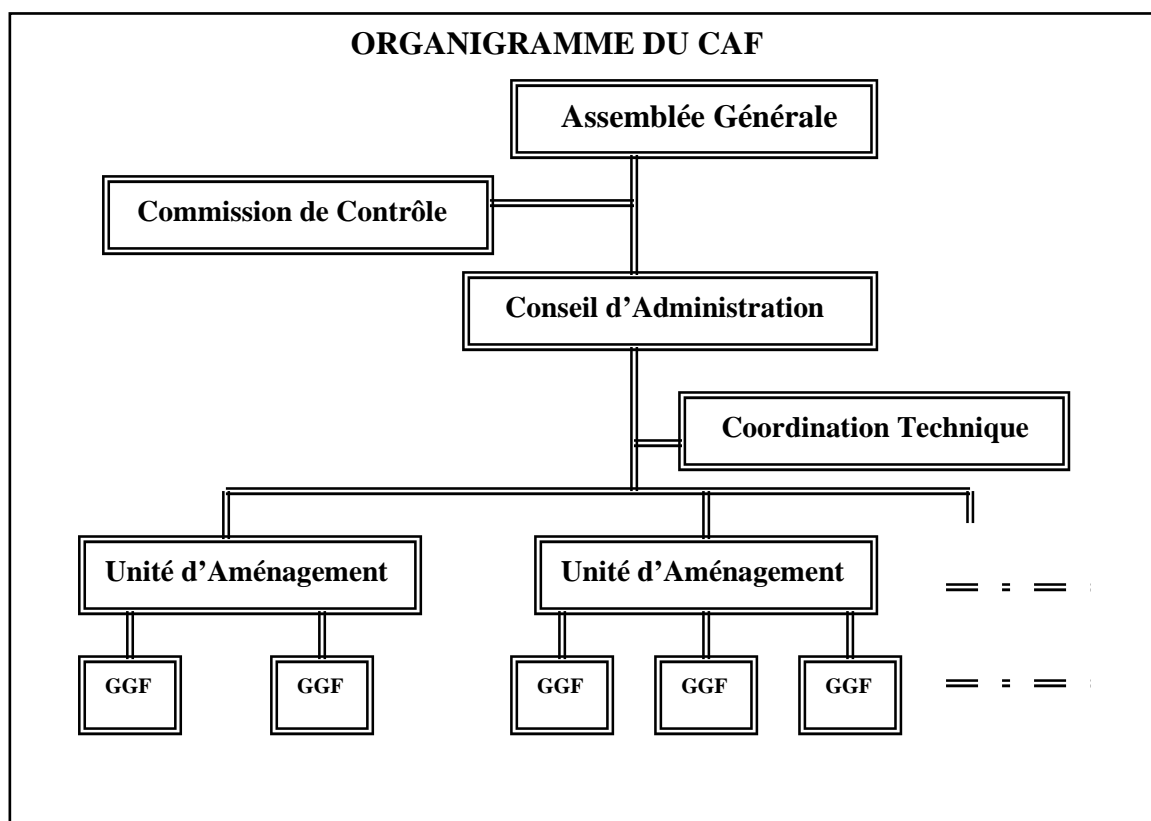 ORGANIGRAMME DU CAF
Assemblée Générale
Commission de Contrôle
Conseil d’Administration
Coordination Technique
Unité d’Aménagement
Unité d’Aménagement
GGF
GGF
GGF
GGF
GGF